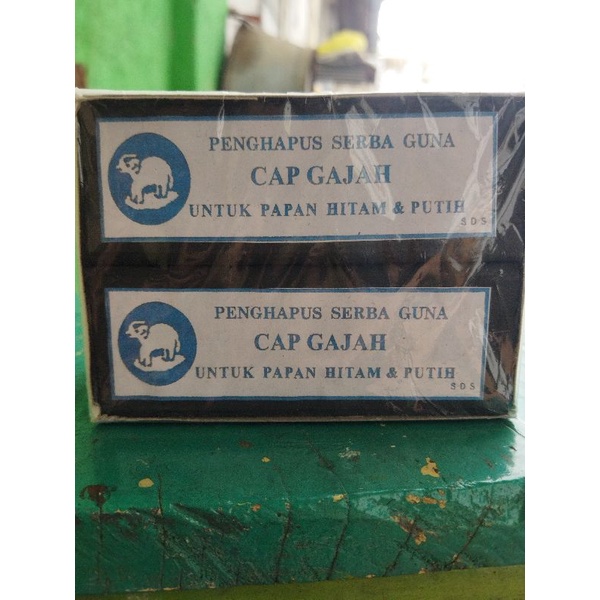 PENGHAPUS SERBA GUNA
CAP GAJAH
UNTUK PAPAN HITAM & PUTIH
SDS
PENGHAPUS SERBA GUNA
CAP GAJAH
UNTUK PAPAN HITAM & PUTIH
SDS